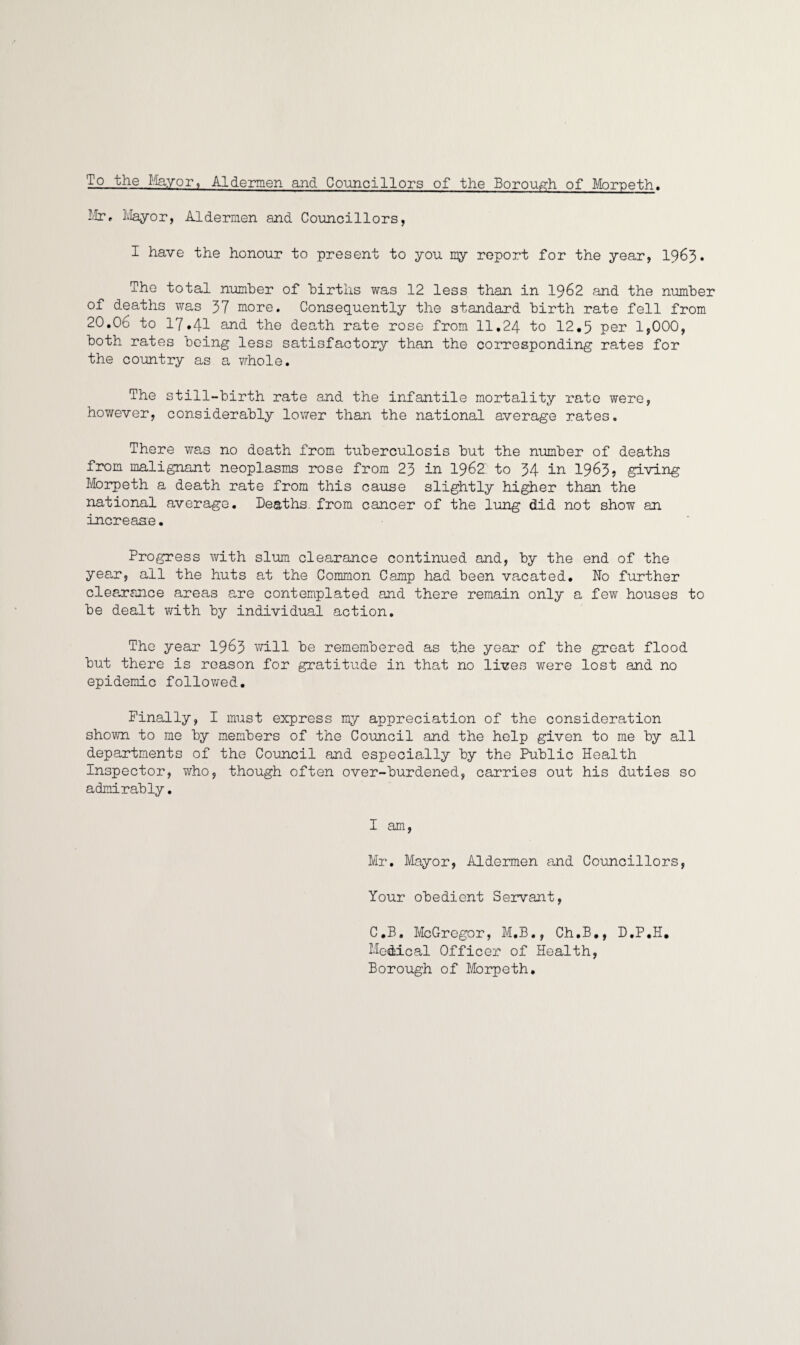 To the Mayor, Aldermen and Councillors of the Borough of Morpeth.
Mr. Mayor, Aldermen and Councillors,
I have the honour to present to you my report for the year, 1963.
The total number of births was 12 less than in 1962 and the number
of deaths was 37 more. Consequently the standard birth rate fell from
20.06 to 17.41 and the death rate rose from 11.24 to 12.5 per 1,000,
both rates being less satisfactory than the corresponding rates for
the country as a whole.
The still-birth rate and the infantile mortality rate were,
however, considerably lower than the national average rates.
There was no death from tuberculosis but the number of deaths
from malignant neoplasms rose from 23 in 1962 to 34 in 1963, giving
Morpeth a death rate from this cause slightly higher than the
national average. Deaths from cancer of the lung did not show an
increase.
Progress with slum clearance continued and, by the end of the
year, all the huts at the Common Camp had been vacated. No further
clearance areas are contemplated and there remain only a few houses to
be dealt with by individual action.
The year 1963 will be remembered as the year of the great flood
but there is reason for gratitude in that no lives were lost and no
epidemic followed.
Finally, I must express my appreciation of the consideration
shown to me by members of the Council and the help given to me by all
departments of the Council and especially by the Public Health
Inspector, who, though often over-burdened, carries out his duties so
admirably.
I am,
Mr. Mayor, Aldermen and Councillors,
Your obedient Servant,
C.B. McGregor, M.B., Ch.B., D.P.H.
Medical Officer of Health,
Borough of Morpeth.